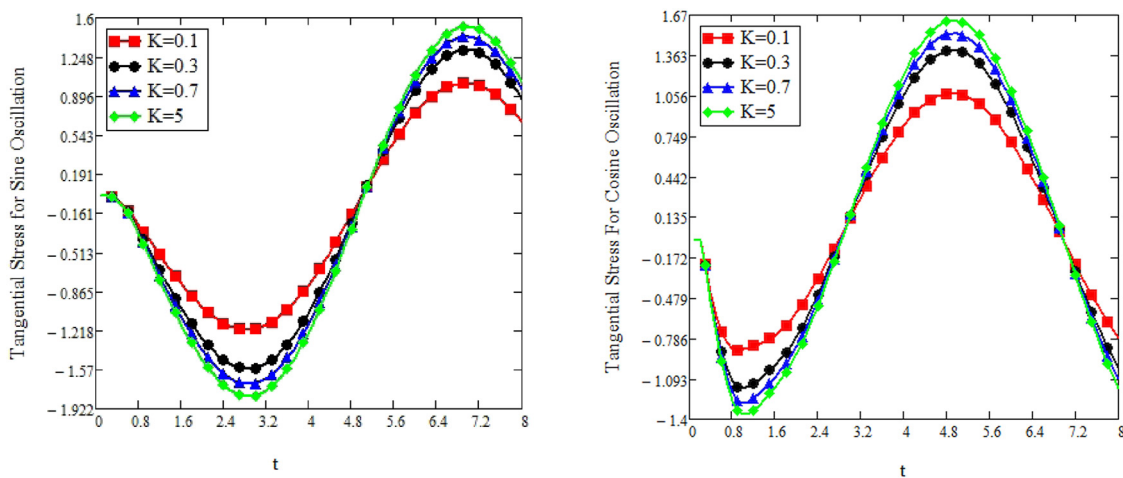 Tangential Stress for Sine Oscillation
1.6
1.248
0.896
0.543
0.191
−0.161
−0.513
−0.865
−1.218
−1.57
−1.922
K=0.1
K=0.3
K=0.7
K=5
0 0.8 1.6 2.4 3.2 4 4.8 5.6 6.4 7.2 8
t
Tangential Stress For Cosine Oscillation
1.67
1.363
1.056
0.749
0.442
0.135
−0.172
−0.479
−0.786
−1.093
−1.4
K=0.1
K=0.3
K=0.7
K=5
0 0.8 1.6 2.4 3.2 4 4.8 5.6 6.4 7.2 8
t